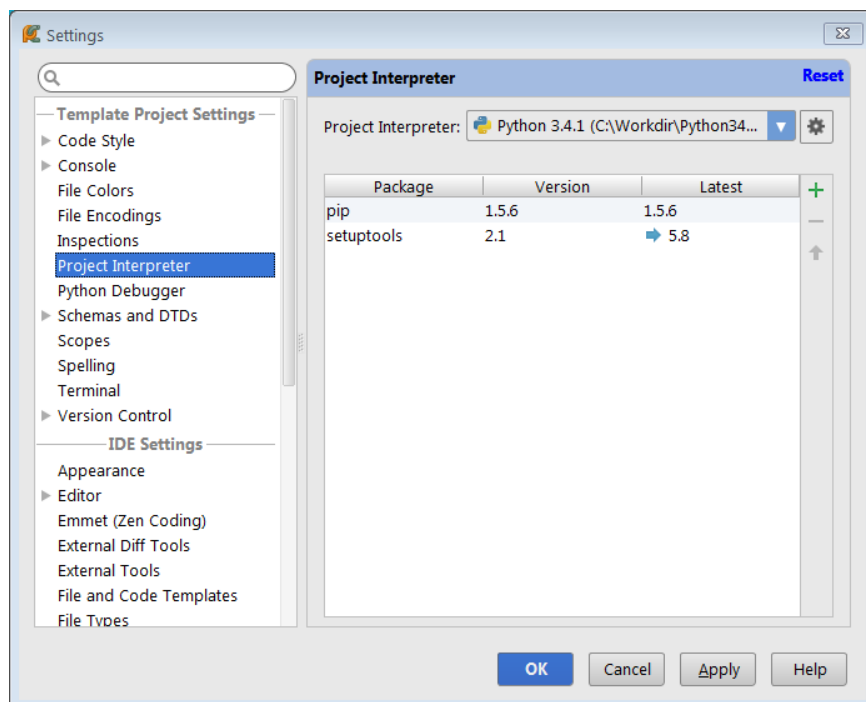 Settings
Template Project Settings
Code Style
Console
File Colors
File Encodings
Inspections
Project Interpreter
Python Debugger
Schemas and DTDs
Scopes
Spelling
Terminal
Version Control
IDE Settings
Appearance
Editor
Emmet (Zen Coding)
External Diff Tools
External Tools
File and Code Templates
File Types
Project Interpreter Reset
Project Interpreter: Python 3.4.1 (C:\Workdir\Python34...
Package Version Latest
pip 1.5.6 1.5.6
setuptools 2.1 5.8
OK Cancel Apply Help